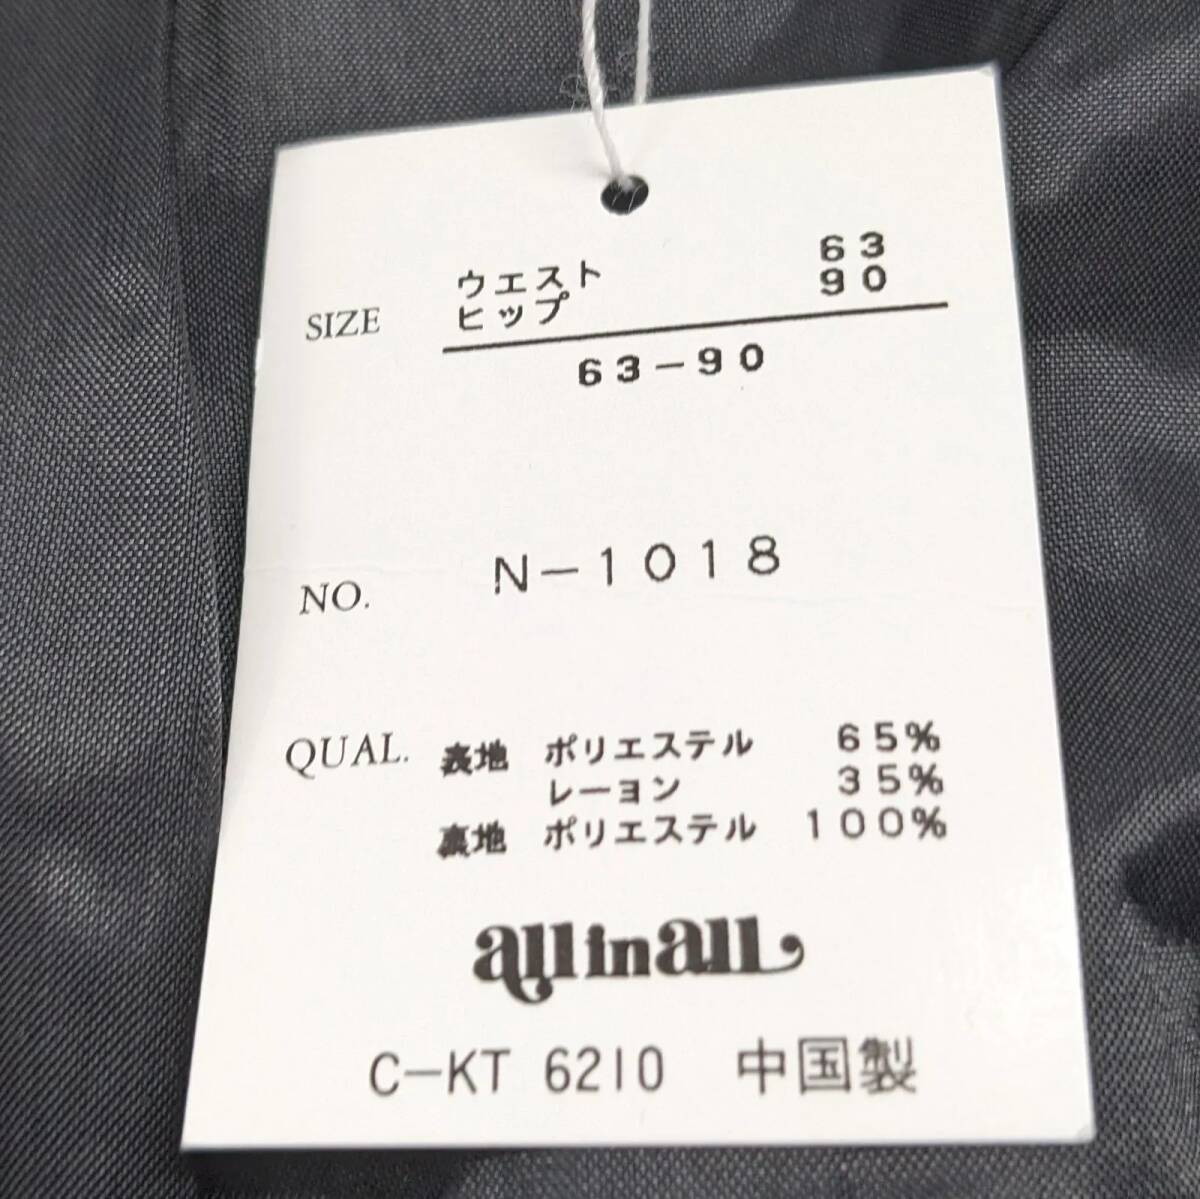 SIZE ウエスト 63
ヒップ 90
63-90
NO. N-1018
QUAL. 表地 ポリエステル 65%
レーヨン 35%
裏地 ポリエステル 100%
all in all
C-KT 6210 中国製